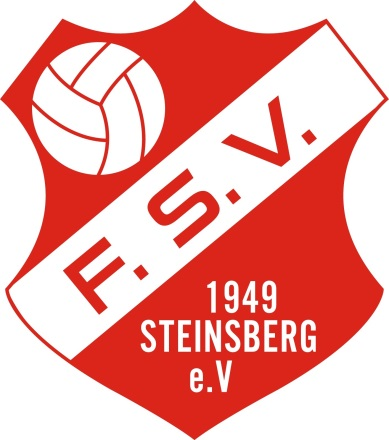 F. S. V.
1949
STEINSBERG
e.V